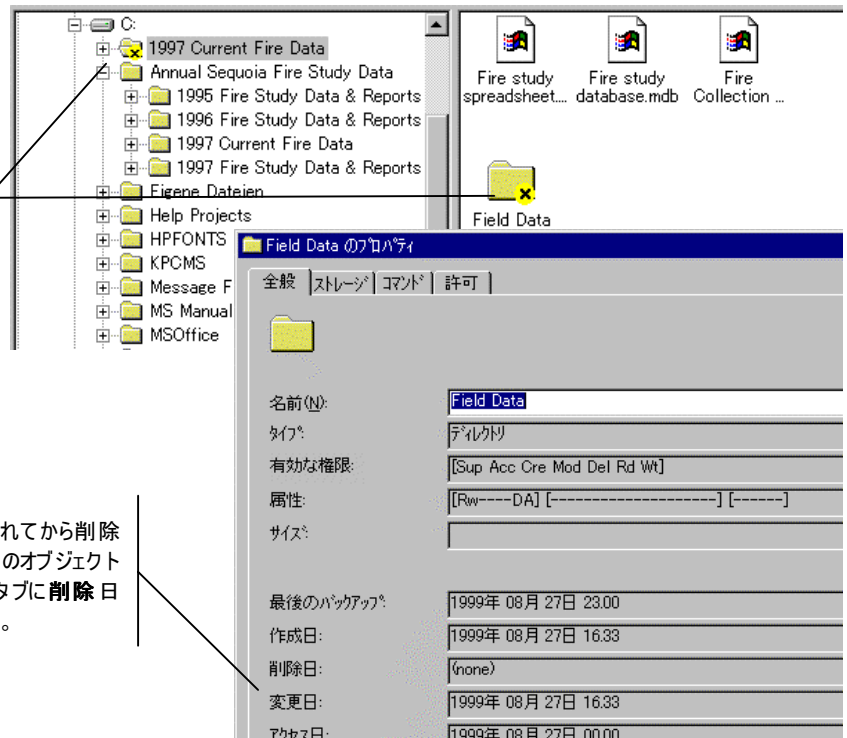 C:
1997 Current Fire Data
Annual Sequoia Fire Study Data
1995 Fire Study Data & Reports
1996 Fire Study Data & Reports
1997 Current Fire Data
1997 Fire Study Data & Reports
Eigene Dateien
Help Projects
HPFONTS
KPCMS
Message F
MS Manual
MSOffice
Fire study spreadsheet...
Fire study database.mdb
Fire Collection ...
Field Data
Field Data のプロパティ
全般 ストレージ コマンド 許可
名前(N): Field Data
タイプ: ディレクトリ
有効な権限: [Sup Acc Cre Mod Del Rd Wt]
属性: [Rw----DA] [--------------------] [------]
サイズ:
最後のバックアップ: 1999年 08月 27日 23.00
作成日: 1999年 08月 27日 16.33
削除日: (none)
変更日: 1999年 08月 27日 16.33
アクセス日: 1999年 08月 27日 00.00
れてから削除
のオブジェクト
タブに削除日
。